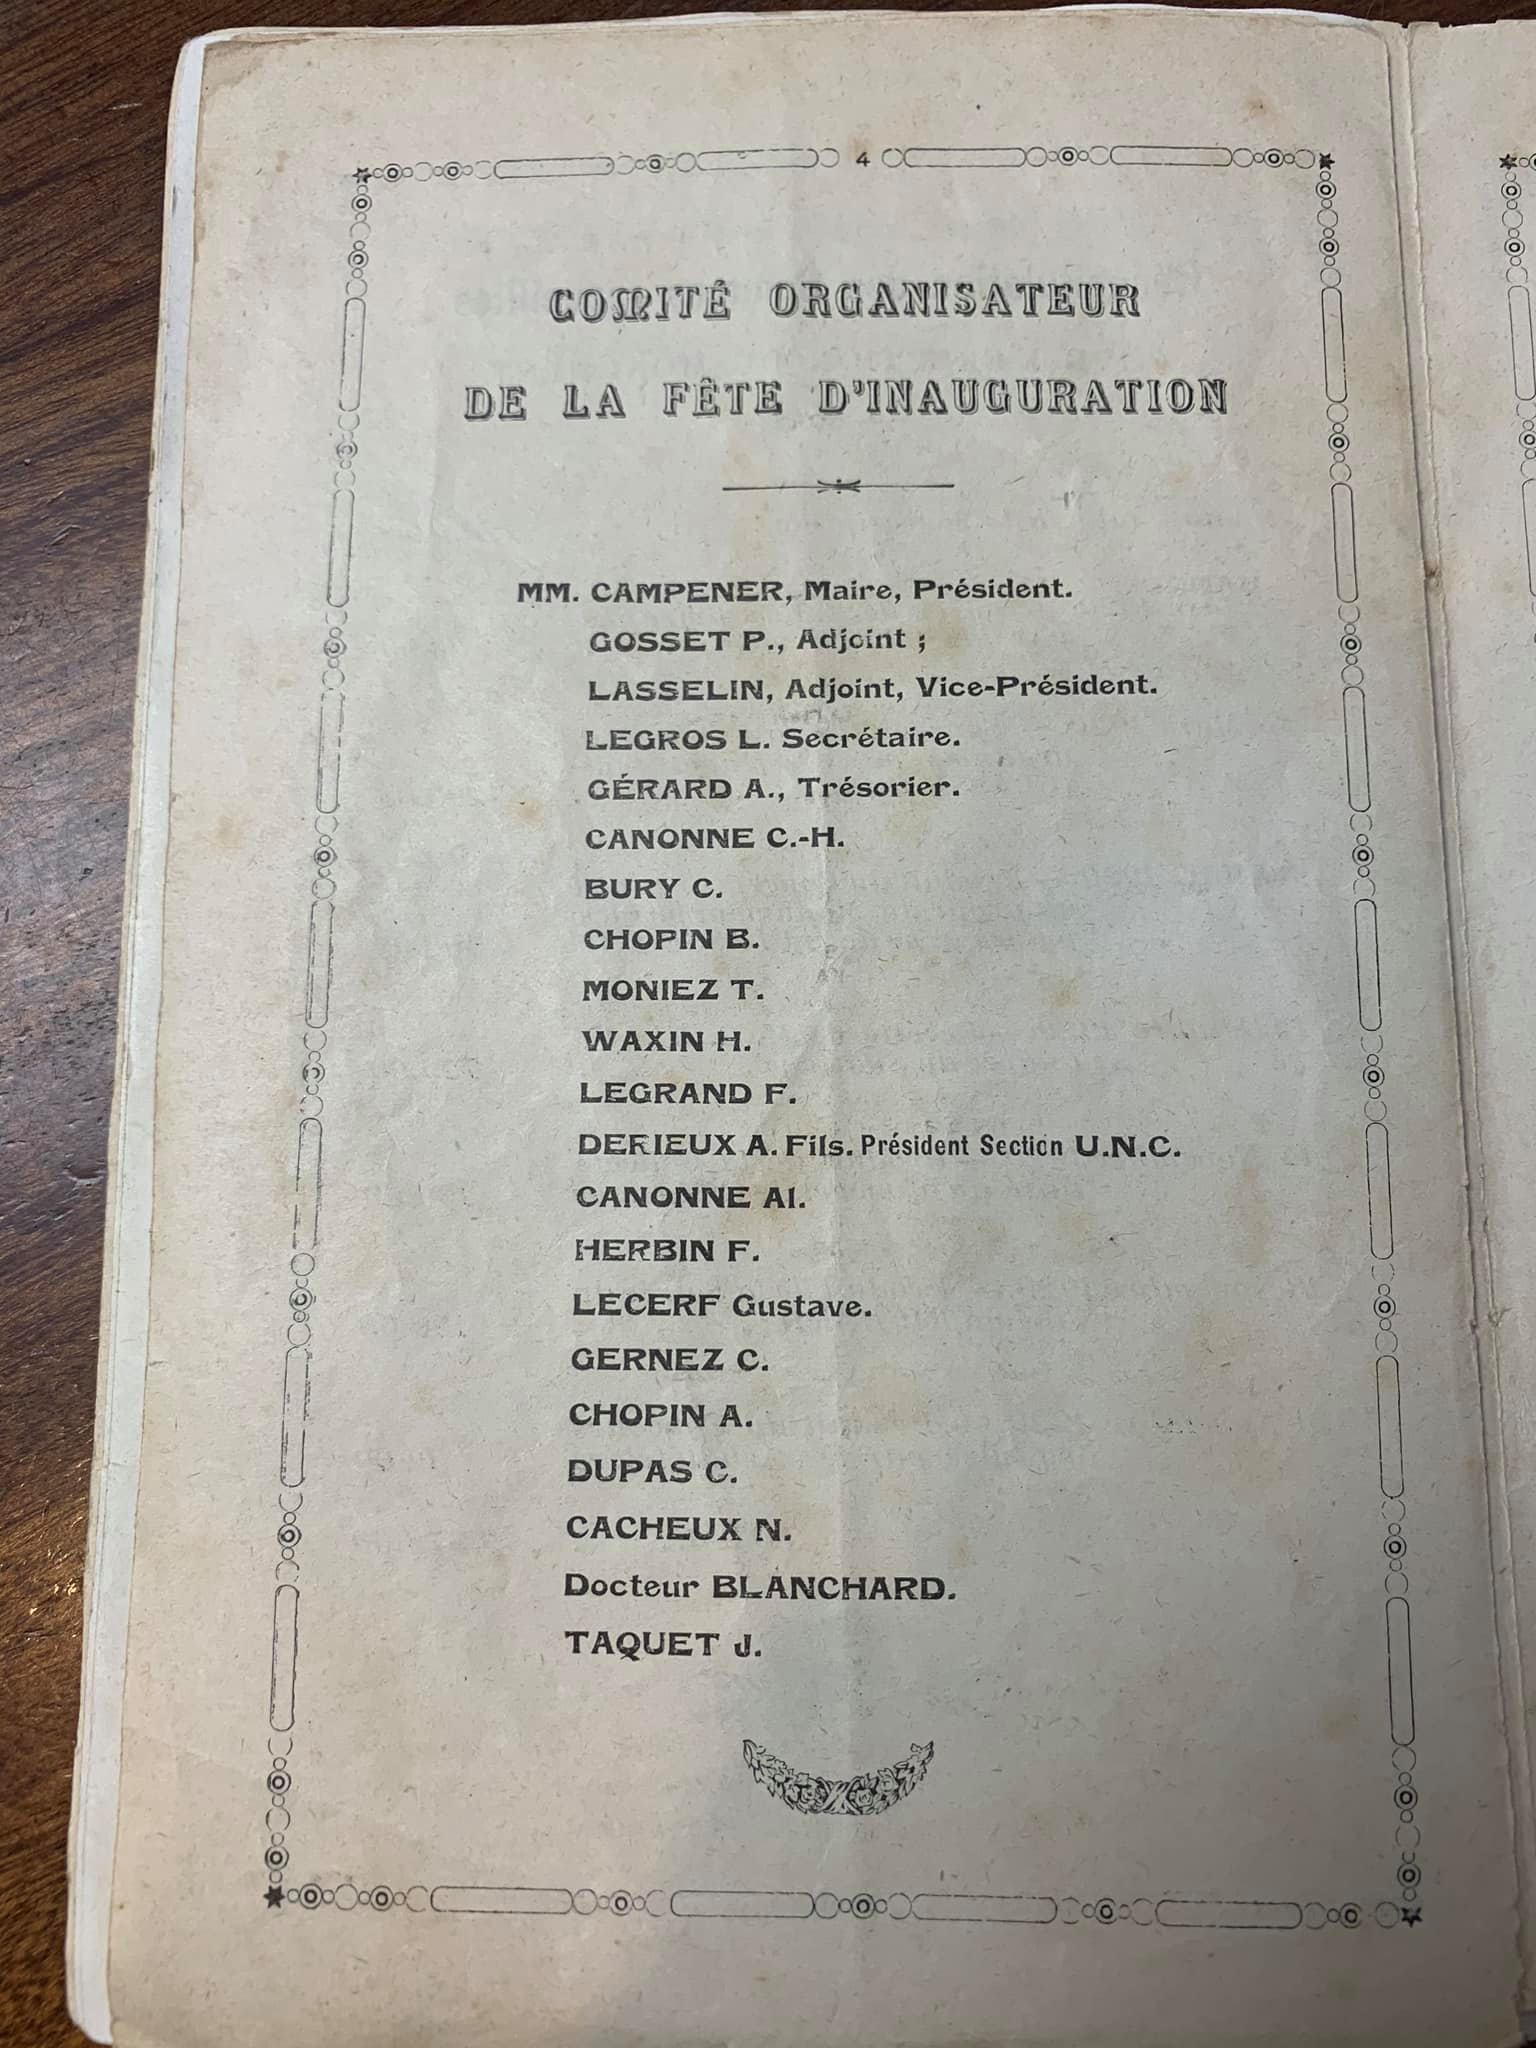 4
COMITÉ ORGANISATEUR
DE LA FÊTE D'INAUGURATION
MM. CAMPENER, Maire, Président.
GOSSET P., Adjoint ;
LASSELIN, Adjoint, Vice-Président.
LEGROS L. Secrétaire.
GÉRARD A., Trésorier.
CANONNE C.-H.
BURY C.
CHOPIN B.
MONIEZ T.
WAXIN H.
LEGRAND F.
DERIEUX A. Fils. Président Section U.N.C.
CANONNE Al.
HERBIN F.
LECERF Gustave.
GERNEZ C.
CHOPIN A.
DUPAS C.
CACHEUX N.
Docteur BLANCHARD.
TAQUET J.